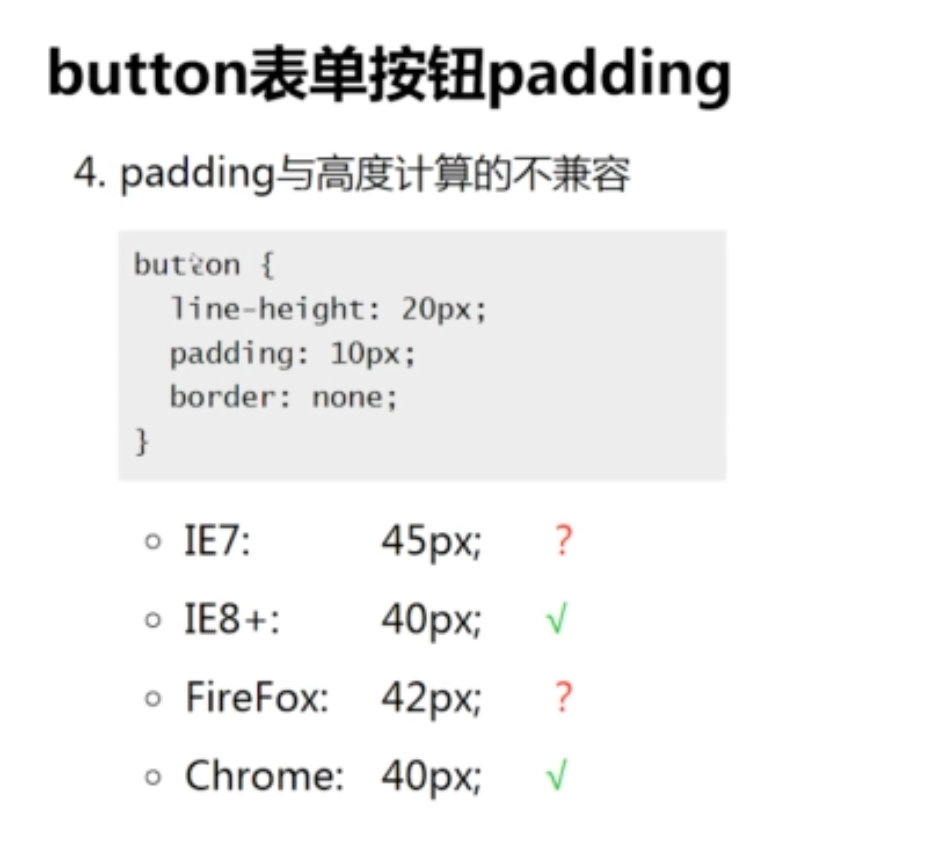 button表单按钮padding
4. padding与高度计算的不兼容
button {
line-height: 20px;
padding: 10px;
border: none;
}
IE7: 45px; ?
IE8+: 40px; √
FireFox: 42px; ?
Chrome: 40px; √